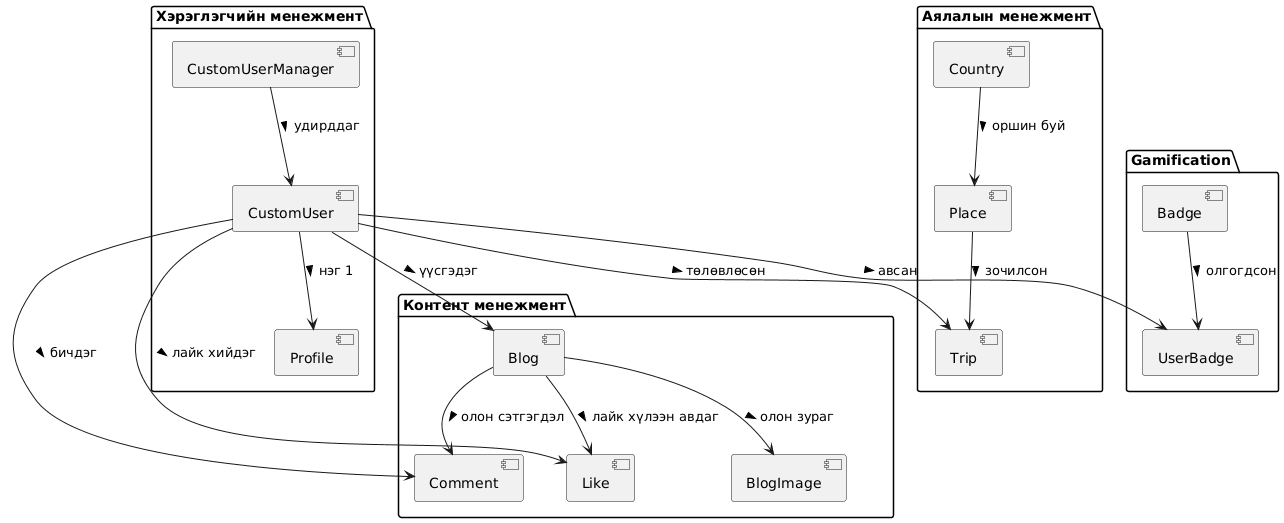 Хэрэглэгчийн менежмент
Аялалын менежмент
CustomUserManager
Country
удирддаг
оршин буй
Gamification
CustomUser
Place
Badge
нэг 1
үүсгэдэг
төлөвлөсөн
авсан
зочилсон
олгогдсон
Контент менежмент
бичдэг
лайк хийдэг
Profile
Blog
Trip
UserBadge
олон сэтгэгдэл
лайк хүлээн авдаг
олон зураг
Comment
Like
BlogImage